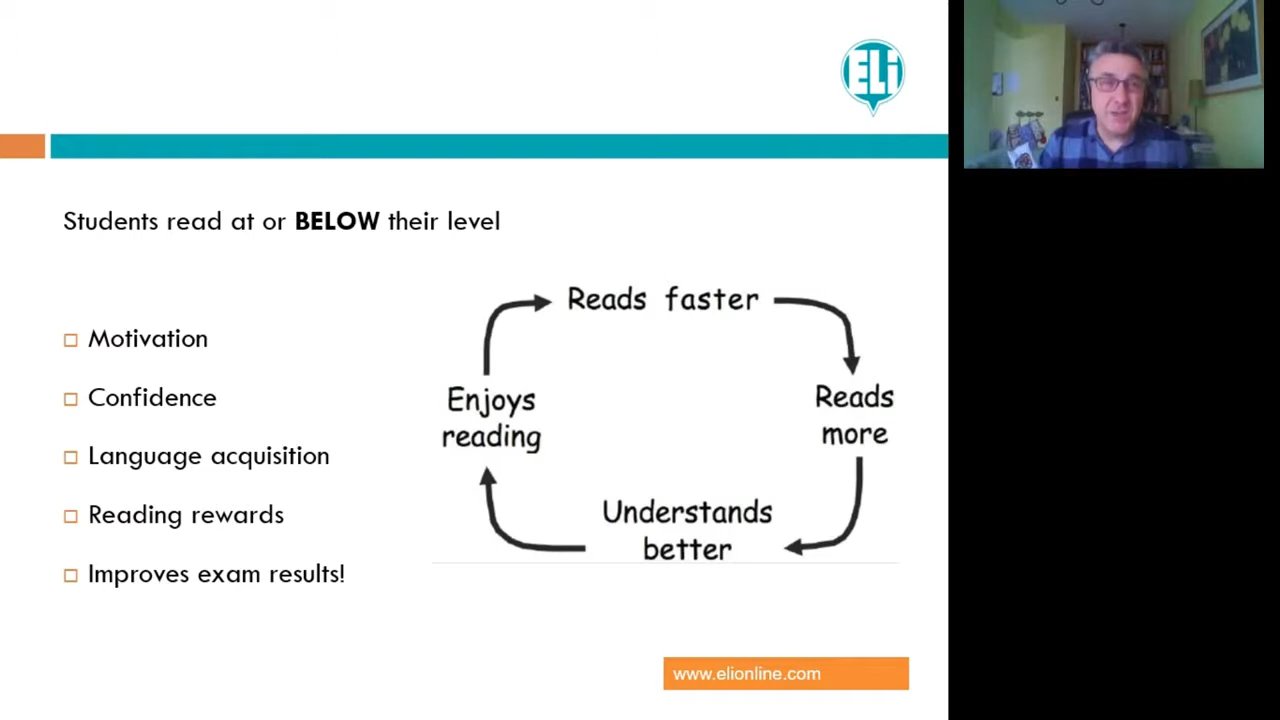 ELi
Students read at or BELOW their level
Motivation
Confidence
Language acquisition
Reading rewards
Improves exam results!
Reads faster
Reads
more
Understands
better
Enjoys
reading
www.elionline.com